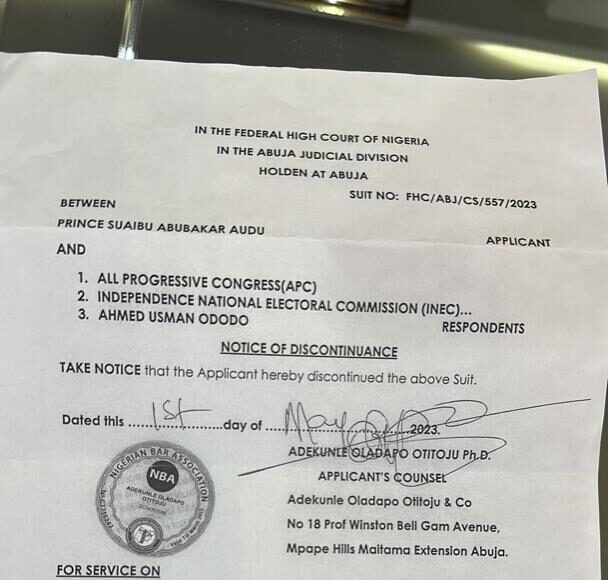 IN THE FEDERAL HIGH COURT OF NIGERIA
IN THE ABUJA JUDICIAL DIVISION
HOLDEN AT ABUJA
SUIT NO: FHC/ABJ/CS/557/2023
BETWEEN
PRINCE SUAIBU ABUBAKAR AUDU
APPLICANT
AND
1. ALL PROGRESSIVE CONGRESS(APC)
2. INDEPENDENCE NATIONAL ELECTORAL COMMISSION (INEC)...
3. AHMED USMAN ODODO
RESPONDENTS
NOTICE OF DISCONTINUANCE
TAKE NOTICE that the Applicant hereby discontinued the above Suit.
Dated this ......1st............day of ....May..................2023.
ADEKUNLE OLADAPO OTITOJU Ph.D.
APPLICANT'S COUNSEL
Adekunle Oladapo Otitoju & Co
No 18 Prof Winston Bell Gam Avenue,
Mpape Hills Maitama Extension Abuja.
NIGERIAN BAR ASSOCIATION
NBA
ADEKUNLE OLADAPO
OTITOJU
FOR SERVICE ON